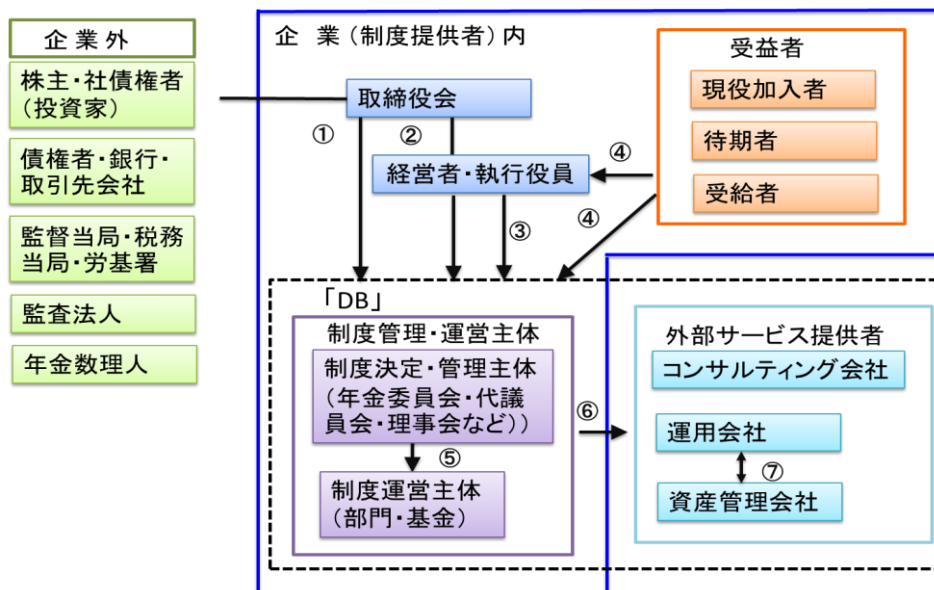 企業外
株主・社債権者
(投資家)
債権者・銀行・
取引先会社
監督当局・税務
当局・労基署
監査法人
年金数理人
企 業(制度提供者)内
取締役会
①
②
経営者・執行役員
③
④
④
受益者
現役加入者
待期者
受給者
「DB」
制度管理・運営主体
制度決定・管理主体
(年金委員会・代議
員会・理事会など))
⑤
制度運営主体
(部門・基金)
⑥
外部サービス提供者
コンサルティング会社
運用会社
⑦
資産管理会社